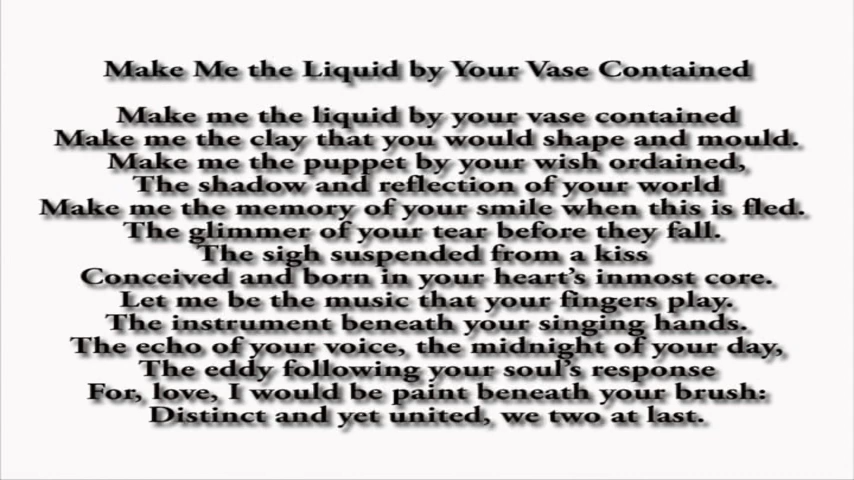 Make Me the Liquid by Your Vase Contained
Make me the liquid by your vase contained
Make me the clay that you would shape and mould.
Make me the puppet by your wish ordained,
The shadow and reflection of your world
Make me the memory of your smile when this is fled.
The glimmer of your tear before they fall.
The sigh suspended from a kiss
Conceived and born in your heart's inmost core.
Let me be the music that your fingers play.
The instrument beneath your singing hands.
The echo of your voice, the midnight of your day,
The eddy following your soul's response
For, love, I would be paint beneath your brush:
Distinct and yet united, we two at last.